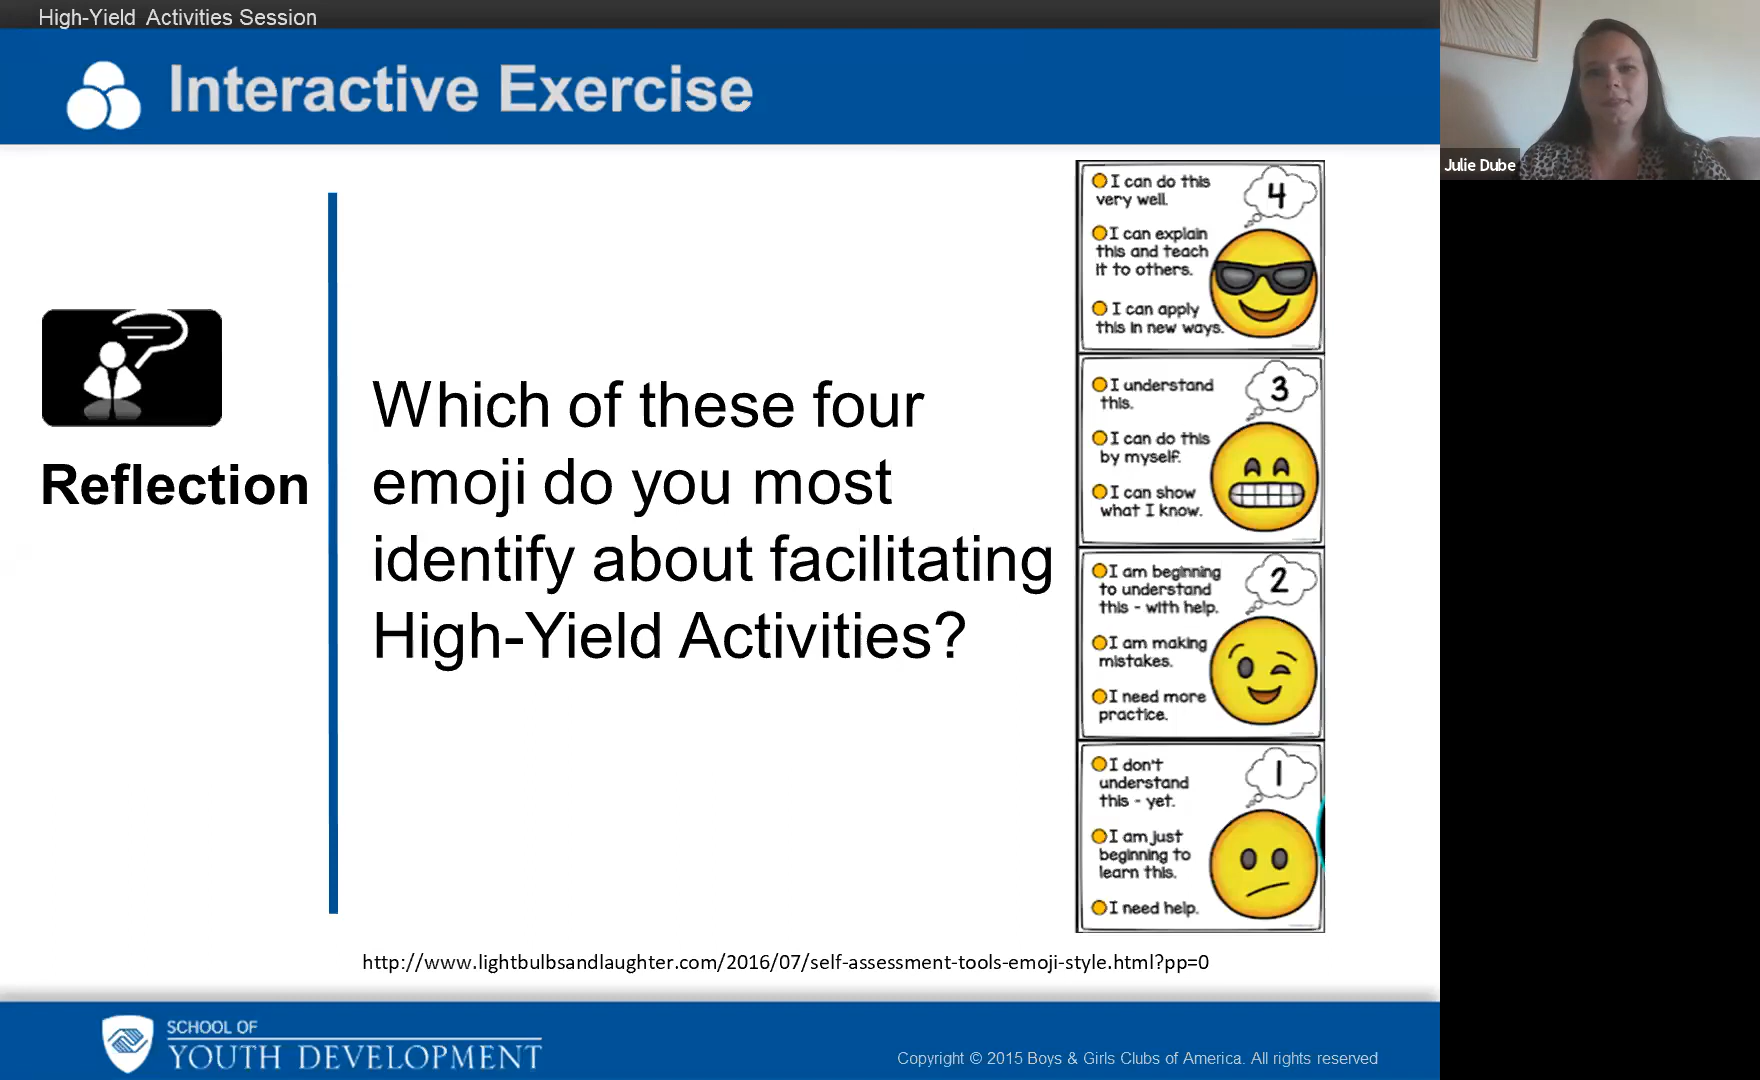 High-Yield Activities Session
Interactive Exercise
Julie Dube
Reflection
Which of these four
emoji do you most
identify about facilitating
High-Yield Activities?
4
I can do this
very well.
I can explain
this and teach
it to others.
I can apply
this in new ways.
3
I understand
this.
I can do this
by myself.
I can show
what I know.
2
I am beginning
to understand
this - with help.
I am making
mistakes.
I need more
practice.
1
I don't
understand
this - yet.
I am just
beginning to
learn this.
I need help.
http://www.lightbulbsandlaughter.com/2016/07/self-assessment-tools-emoji-style.html?pp=0
SCHOOL OF
YOUTH DEVELOPMENT
Copyright © 2015 Boys & Girls Clubs of America. All rights reserved